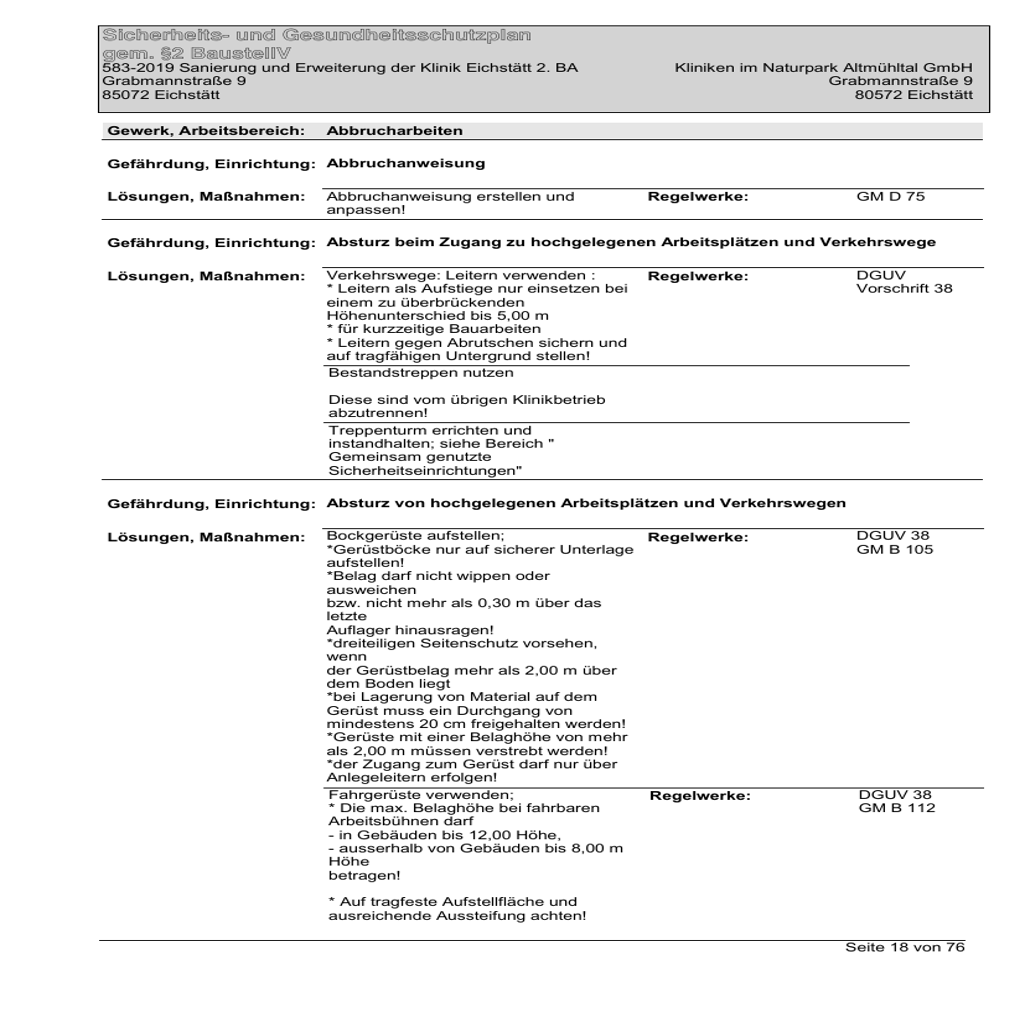 Sicherheits- und Gesundheitsschutzplan
gem. §2 BaustellV
583-2019 Sanierung und Erweiterung der Klinik Eichstätt 2. BA Kliniken im Naturpark Altmühltal GmbH
Grabmannstraße 9 Grabmannstraße 9
85072 Eichstätt 80572 Eichstätt
Gewerk, Arbeitsbereich: Abbrucharbeiten
Gefährdung, Einrichtung: Abbruchanweisung
Lösungen, Maßnahmen: Abbruchanweisung erstellen und Regelwerke: GM D 75
anpassen!
Gefährdung, Einrichtung: Absturz beim Zugang zu hochgelegenen Arbeitsplätzen und Verkehrswege
Lösungen, Maßnahmen: Verkehrswege: Leitern verwenden : Regelwerke: DGUV
* Leitern als Aufstiege nur einsetzen bei Vorschrift 38
einem zu überbrückenden
Höhenunterschied bis 5,00 m
* für kurzzeitige Bauarbeiten
* Leitern gegen Abrutschen sichern und
auf tragfähigen Untergrund stellen!
Bestandstreppen nutzen
Diese sind vom übrigen Klinikbetrieb
abzutrennen!
Treppenturm errichten und
instandhalten; siehe Bereich "
Gemeinsam genutzte
Sicherheitseinrichtungen"
Gefährdung, Einrichtung: Absturz von hochgelegenen Arbeitsplätzen und Verkehrswegen
Lösungen, Maßnahmen: Bockgerüste aufstellen; Regelwerke: DGUV 38
*Gerüstböcke nur auf sicherer Unterlage GM B 105
aufstellen!
*Belag darf nicht wippen oder
ausweichen
bzw. nicht mehr als 0,30 m über das
letzte
Auflager hinausragen!
*dreiteiligen Seitenschutz vorsehen,
wenn
der Gerüstbelag mehr als 2,00 m über
dem Boden liegt
*bei Lagerung von Material auf dem
Gerüst muss ein Durchgang von
mindestens 20 cm freigehalten werden!
*Gerüste mit einer Belaghöhe von mehr
als 2,00 m müssen verstrebt werden!
*der Zugang zum Gerüst darf nur über
Anlegeleitern erfolgen!
Fahrgerüste verwenden; Regelwerke: DGUV 38
* Die max. Belaghöhe bei fahrbaren GM B 112
Arbeitsbühnen darf
- in Gebäuden bis 12,00 Höhe,
- ausserhalb von Gebäuden bis 8,00 m
Höhe
betragen!
* Auf tragfeste Aufstellfläche und
ausreichende Aussteifung achten!
Seite 18 von 76